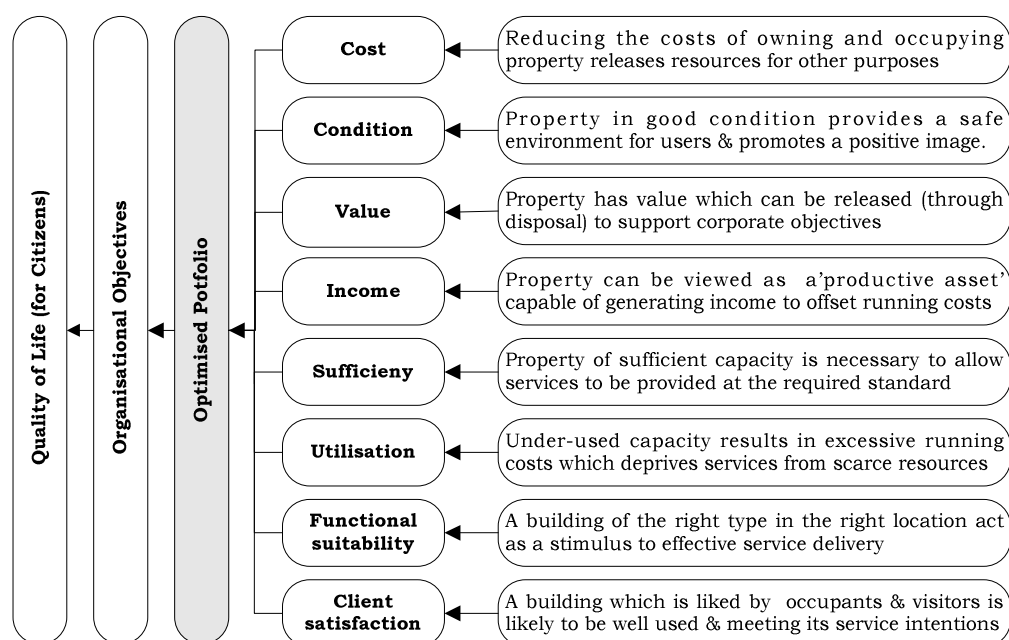 Quality of Life (for Citizens)
Organisational Objectives
Optimised Potfolio
Cost
Reducing the costs of owning and occupying
property releases resources for other purposes
Condition
Property in good condition provides a safe
environment for users & promotes a positive image.
Value
Property has value which can be released (through
disposal) to support corporate objectives
Income
Property can be viewed as a'productive asset'
capable of generating income to offset running costs
Sufficieny
Property of sufficient capacity is necessary to allow
services to be provided at the required standard
Utilisation
Under-used capacity results in excessive running
costs which deprives services from scarce resources
Functional
suitability
A building of the right type in the right location act
as a stimulus to effective service delivery
Client
satisfaction
A building which is liked by occupants & visitors is
likely to be well used & meeting its service intentions